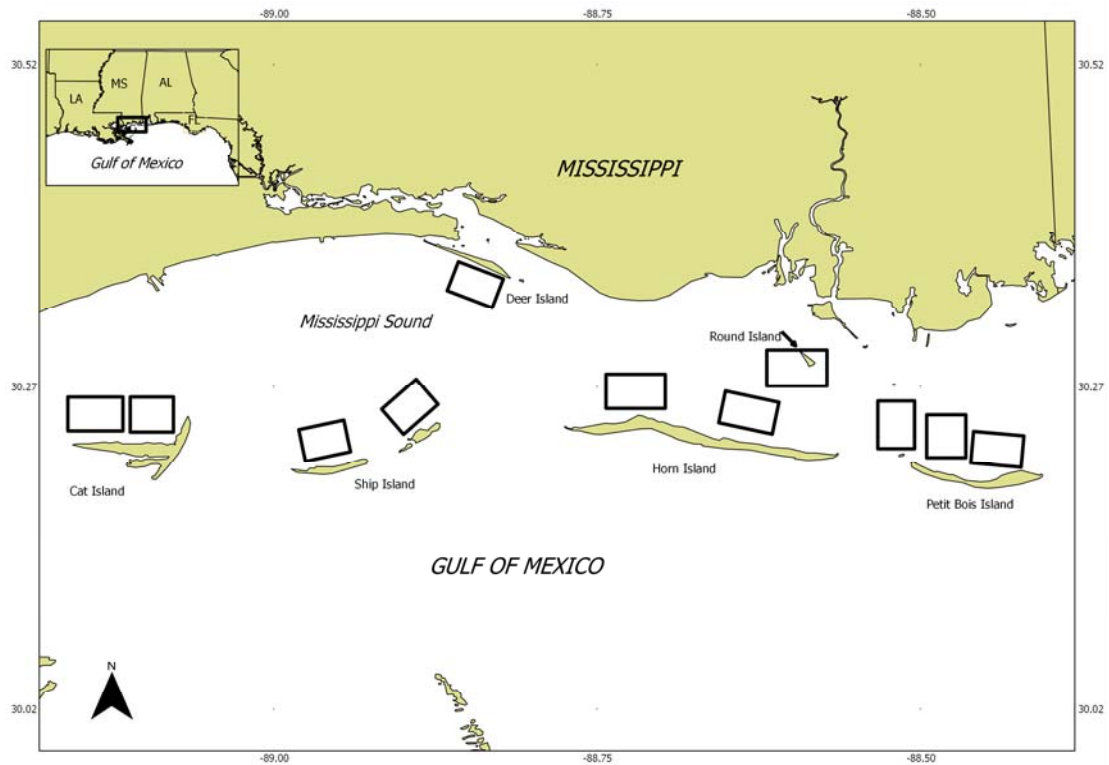 -89.00
-88.75
-88.50
30.52
30.52
MS
AL
LA
FL
Gulf of Mexico
MISSISSIPPI
Deer Island
Mississippi Sound
Round Island
30.27
30.27
Cat Island
Ship Island
Horn Island
Petit Bois Island
GULF OF MEXICO
N
30.02
30.02
-89.00
-88.75
-88.50